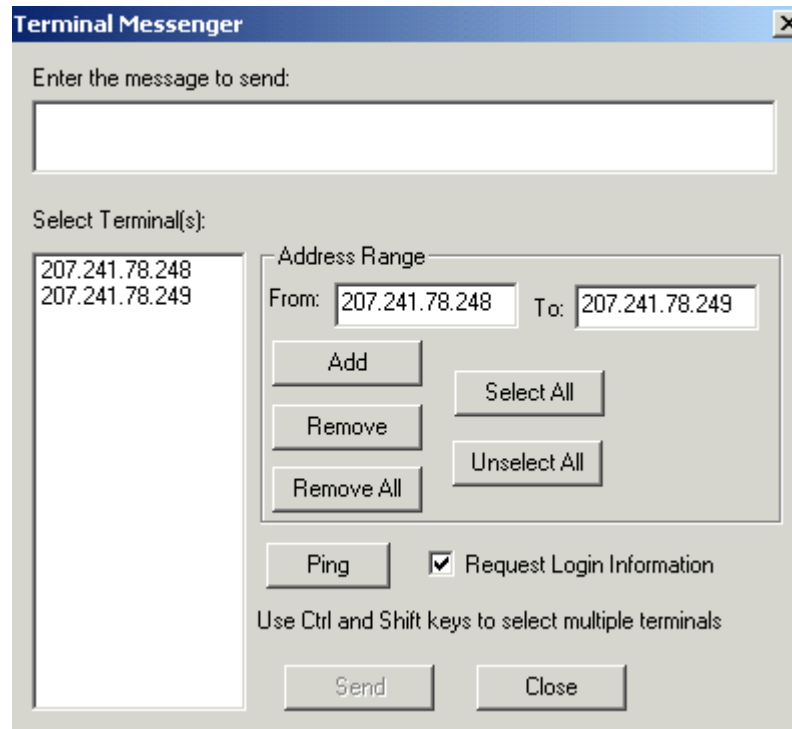 Terminal Messenger
Enter the message to send:
Select Terminal(s):
207.241.78.248
207.241.78.249
Address Range
From: 207.241.78.248 To: 207.241.78.249
Add
Select All
Remove
Unselect All
Remove All
Ping Request Login Information
Use Ctrl and Shift keys to select multiple terminals
Send Close